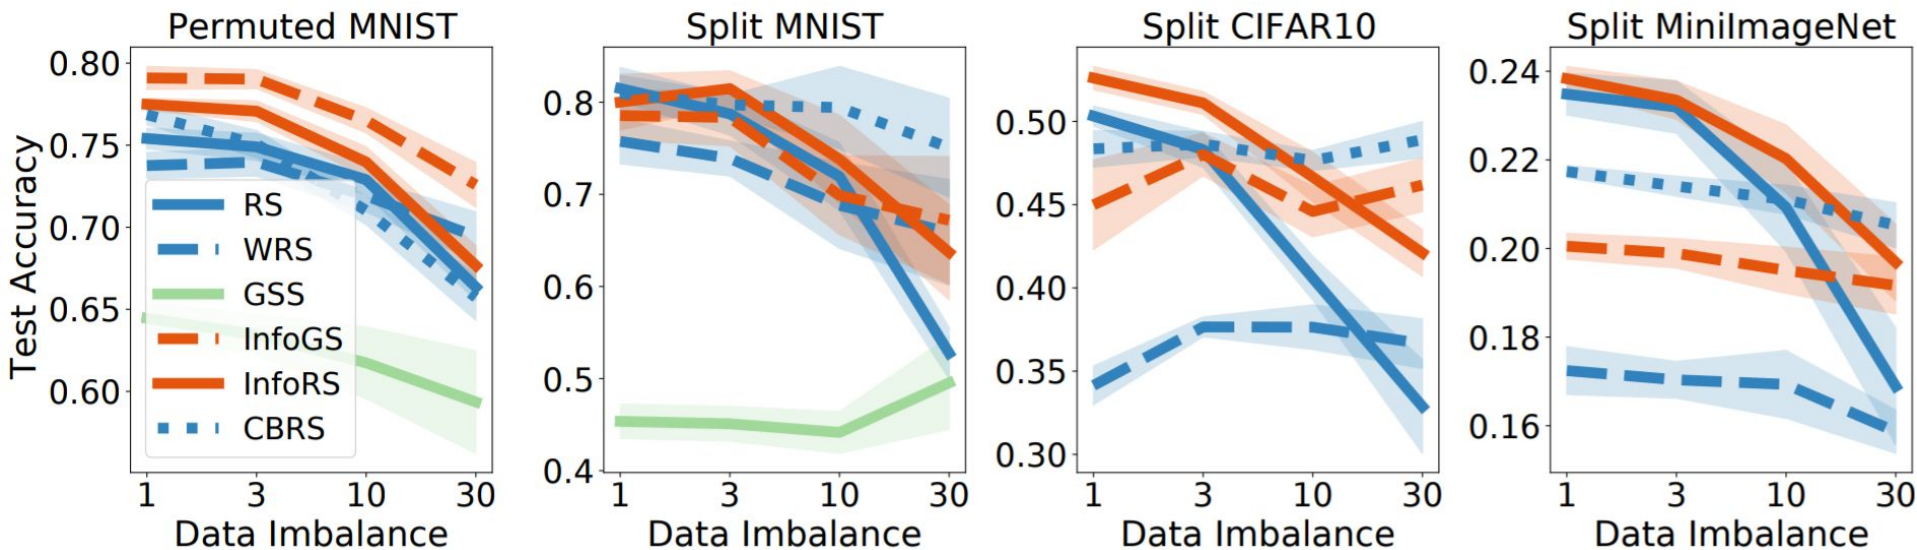 Permuted MNIST
Split MNIST
Split CIFAR10
Split MiniImageNet
Test Accuracy
0.80
0.75
0.70
0.65
0.60
RS
WRS
GSS
InfoGS
InfoRS
CBRS
1 3 10 30
Data Imbalance
0.8
0.7
0.6
0.5
0.4
1 3 10 30
Data Imbalance
0.50
0.45
0.40
0.35
0.30
1 3 10 30
Data Imbalance
0.24
0.22
0.20
0.18
0.16
1 3 10 30
Data Imbalance